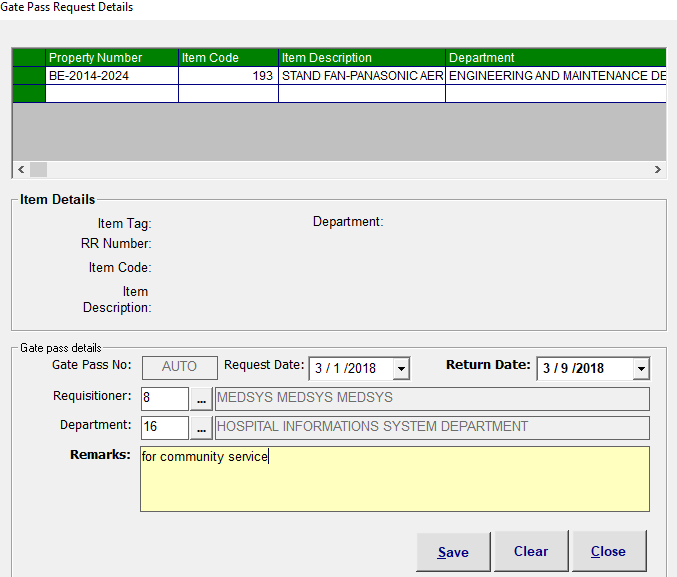 Gate Pass Request Details
Property Number Item Code Item Description Department
BE-2014-2024 193 STAND FAN-PANASONIC AER ENGINEERING AND MAINTENANCE DE
Item Details
Item Tag: Department:
RR Number:
Item Code:
Item
Description:
Gate pass details
Gate Pass No: AUTO Request Date: 3 / 1 /2018 Return Date: 3 / 9 /2018
Requisitioner: 8 ... MEDSYS MEDSYS MEDSYS
Department: 16 ... HOSPITAL INFORMATIONS SYSTEM DEPARTMENT
Remarks: for community service
Save Clear Close